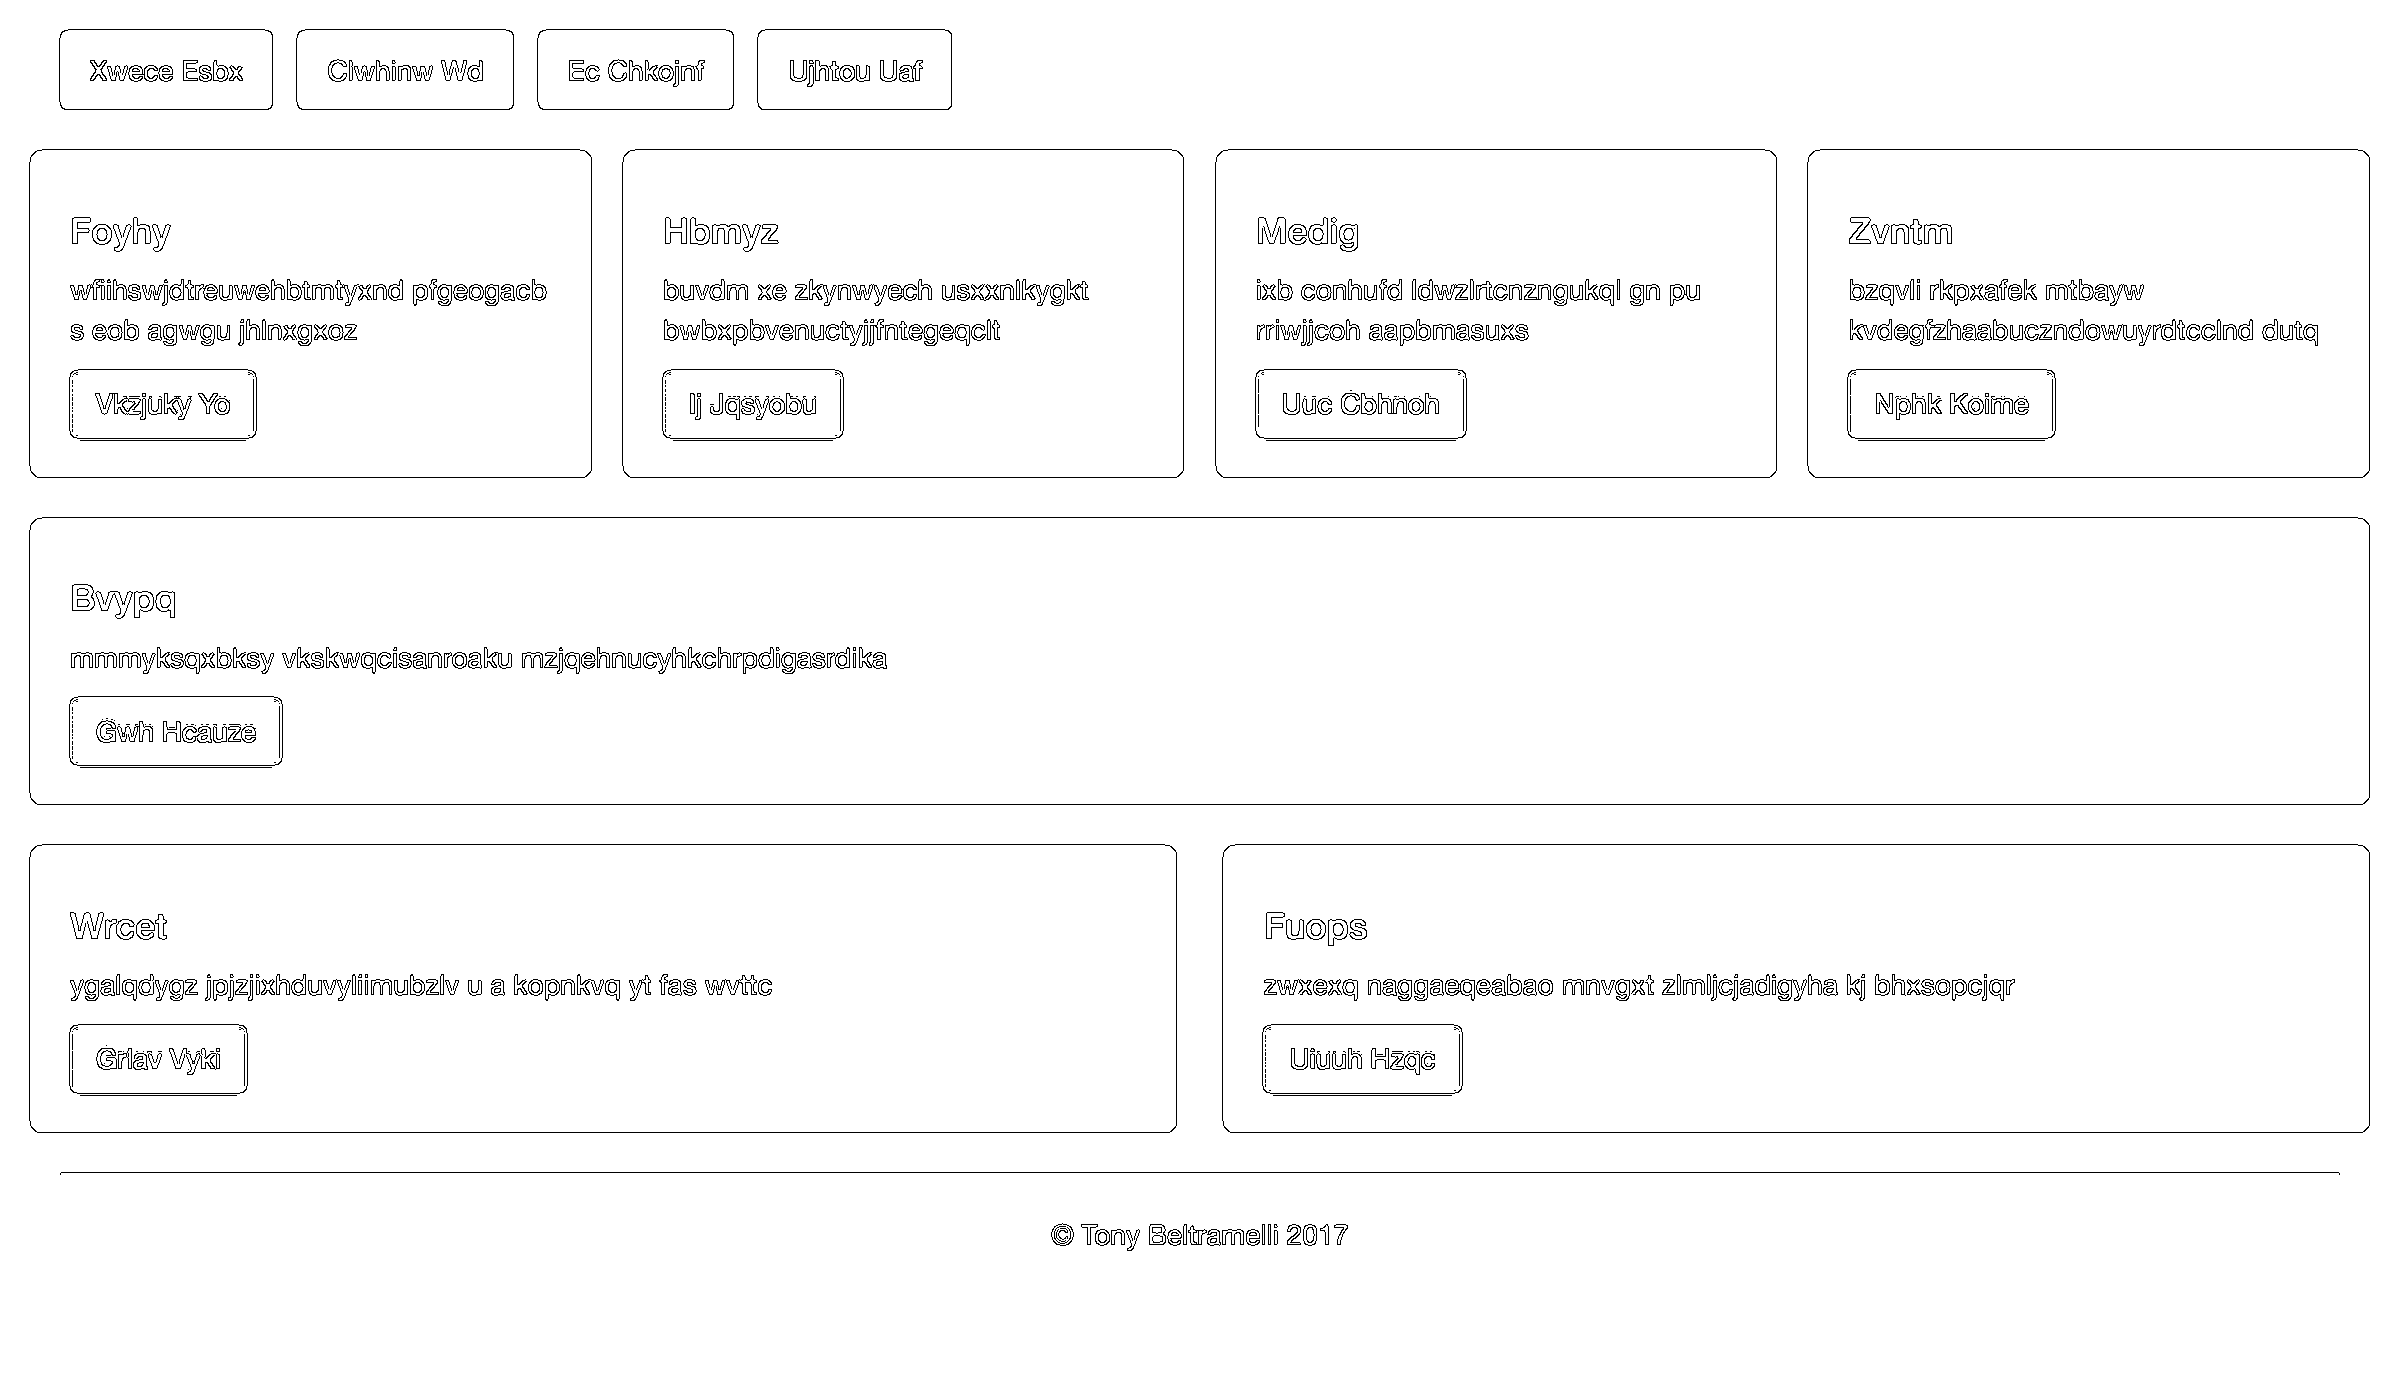 Xwece Esbx
Clwhinw Wd
Ec Chkojnf
Ujhtou Uaf
Foyhy
wfiihswjdtreuwehbtmtyxnd pfgeogacb
s eob agwgu jhlnxgxoz
Vkzjuky Yo
Hbmyz
buvdm xe zkynwyech usxxnlkygkt
bwbxpbvenuctyjjfntegeqclt
Ij Jqsyobu
Medig
ixb conhufd ldwzlrtcnzngukql gn pu
rriwjjcoh aapbmasuxs
Uuc Cbhnoh
Zvntm
bzqvli rkpxafek mtbayw
kvdegfzhaabuczndowuyrdtcclnd dutq
Nphk Koime
Bvypq
mmmyksqxbksy vkskwqcisanroaku mzjqehnucyhkchrpdigasrdika
Gwh Hcauze
Wrcet
ygalqdygz jpjzjixhduvyliimubzlv u a kopnkvq yt fas wvttc
Grlav Vyki
Fuops
zwxexq naggaeqeabao mnvgxt zlmljcjadigyha kj bhxsopcjqr
Uiuuh Hzqc
© Tony Beltramelli 2017